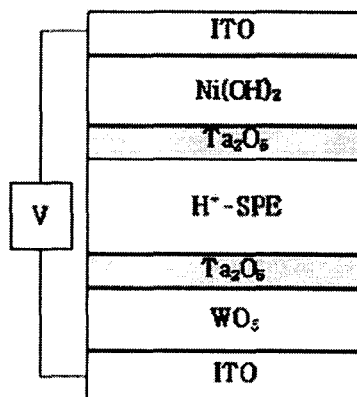 ITO
Ni(OH)₂
Ta₂O₅
H⁺-SPE
V
Ta₂O₅
WO₃
ITO